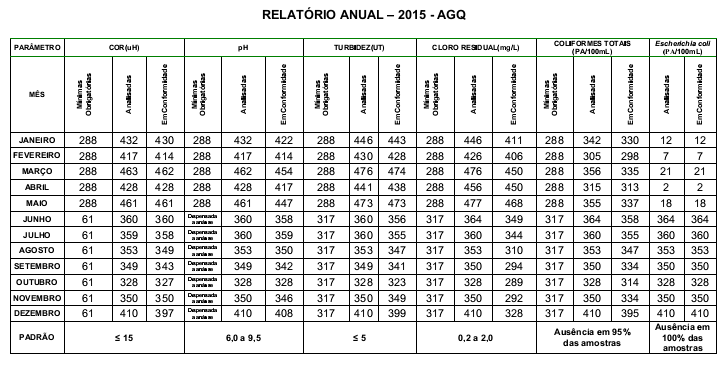 RELATÓRIO ANUAL – 2015 - AGQ
PARÂMETRO COR(uH) pH TURBIDEZ(UT) CLORO RESIDUAL(mg/L) COLIFORMES TOTAIS (PA/100mL) Escherichia coli (PA/100mL)
MÊS Mínimas Obrigatórias Analisadas Em Conformidade Mínimas Obrigatórias Analisadas Em Conformidade Mínimas Obrigatórias Analisadas Em Conformidade Mínimas Obrigatórias Analisadas Em Conformidade Mínimas Obrigatórias Analisadas Em Conformidade Analisadas Em Conformidade
JANEIRO 288 432 430 288 432 422 288 446 443 288 446 411 288 342 330 12 12
FEVEREIRO 288 417 414 288 417 414 288 430 428 288 426 406 288 305 298 7 7
MARÇO 288 463 462 288 462 454 288 476 474 288 476 450 288 356 335 21 21
ABRIL 288 428 428 288 428 417 288 441 438 288 456 450 288 315 313 2 2
MAIO 288 461 461 288 461 447 288 473 473 288 477 468 288 355 337 18 18
JUNHO 61 360 360 Dispensada a análise 360 358 317 360 356 317 364 349 317 364 358 364 364
JULHO 61 359 358 Dispensada a análise 360 359 317 360 355 317 360 344 317 360 355 360 360
AGOSTO 61 353 349 Dispensada a análise 353 350 317 353 347 317 353 310 317 353 347 353 353
SETEMBRO 61 349 343 Dispensada a análise 349 342 317 349 341 317 350 294 317 350 334 350 350
OUTUBRO 61 328 327 Dispensada a análise 328 328 317 328 323 317 328 289 317 328 314 328 328
NOVEMBRO 61 350 350 Dispensada a análise 350 346 317 350 349 317 350 292 317 350 334 350 350
DEZEMBRO 61 410 397 Dispensada a análise 410 408 317 410 399 317 410 328 317 410 395 410 410
PADRÃO ≤ 15 6,0 a 9,5 ≤ 5 0,2 a 2,0 Ausência em 95% das amostras Ausência em 100% das amostras